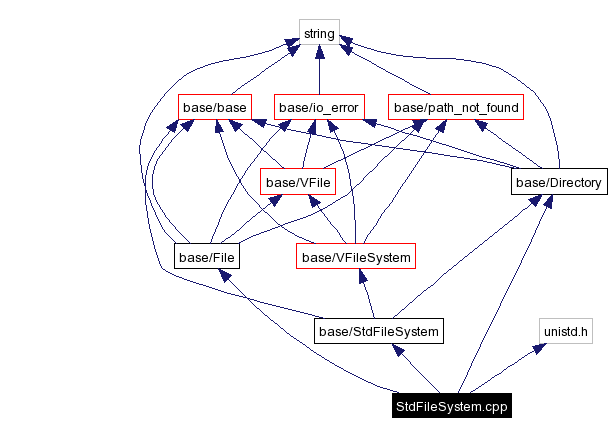 string
base/base
base/io_error
base/path_not_found
base/VFile
base/Directory
base/File
base/VFileSystem
base/StdFileSystem
unistd.h
StdFileSystem.cpp